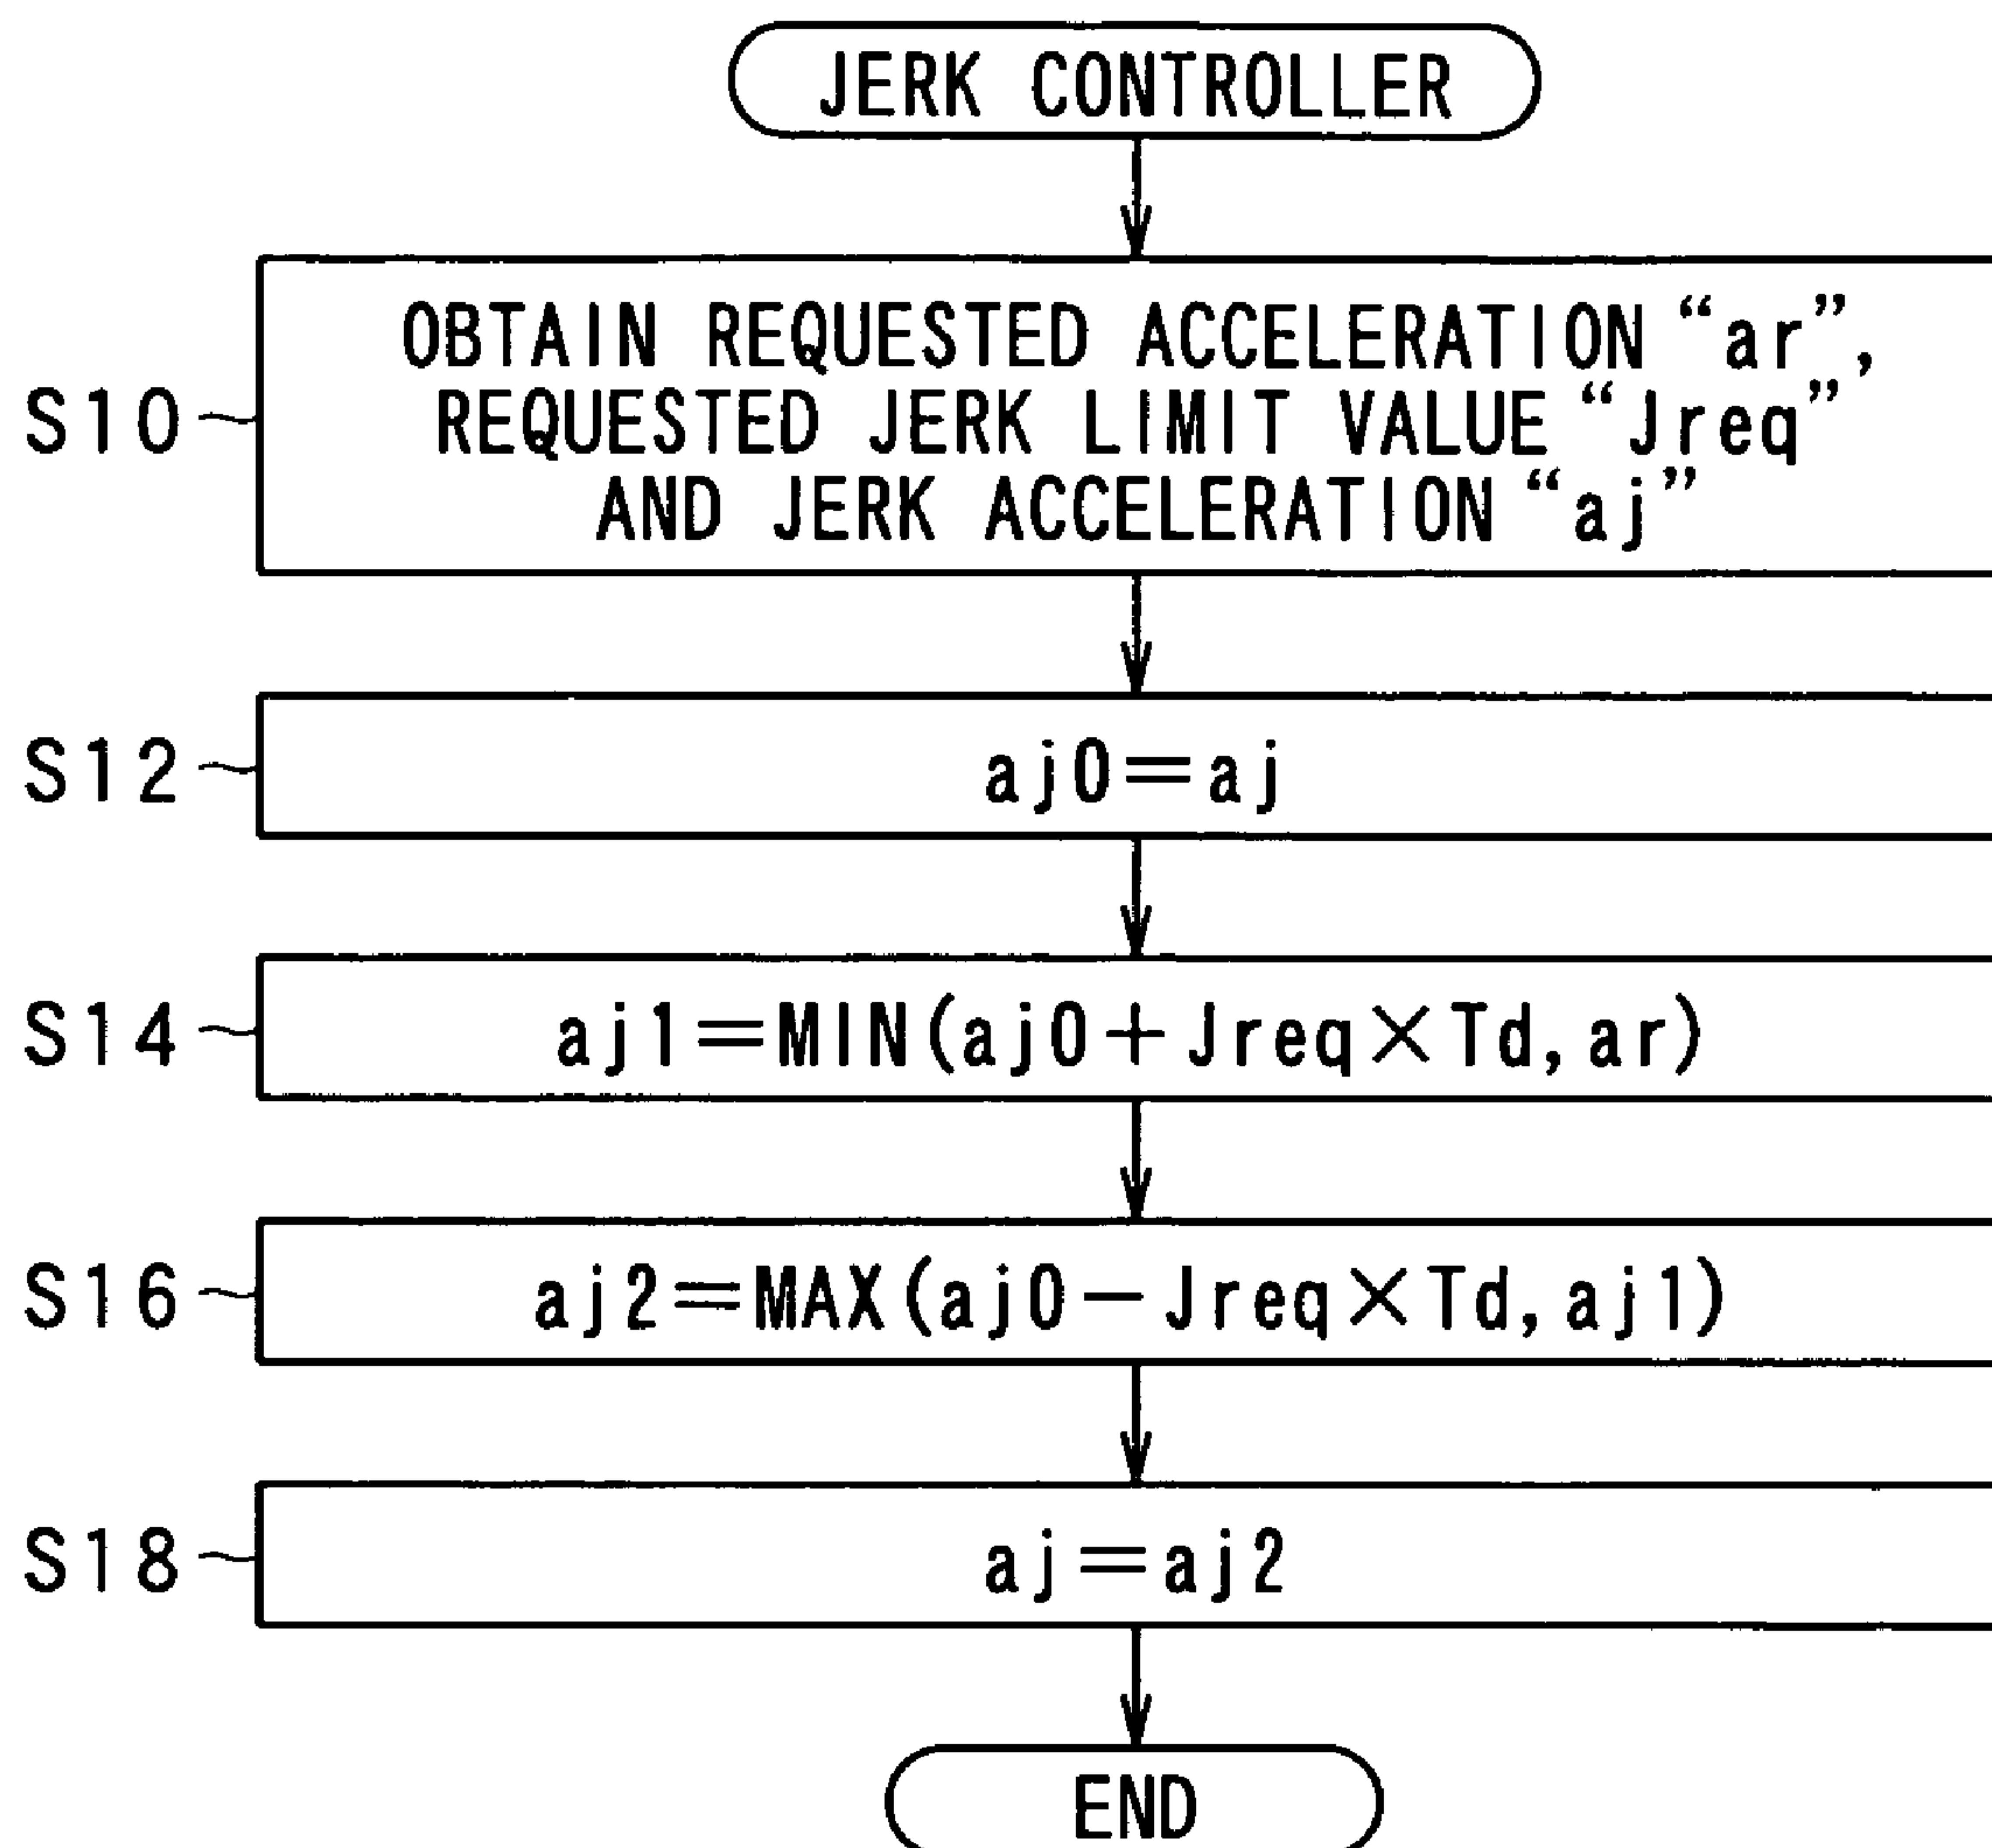 JERK CONTROLLER
S10
OBTAIN REQUESTED ACCELERATION “ar”,
REQUESTED JERK LIMIT VALUE “Jreq”
AND JERK ACCELERATION “aj”
S12
aj0=aj
S14
aj1=MIN(aj0+Jreq×Td,ar)
S16
aj2=MAX(aj0−Jreq×Td,aj1)
S18
aj=aj2
END